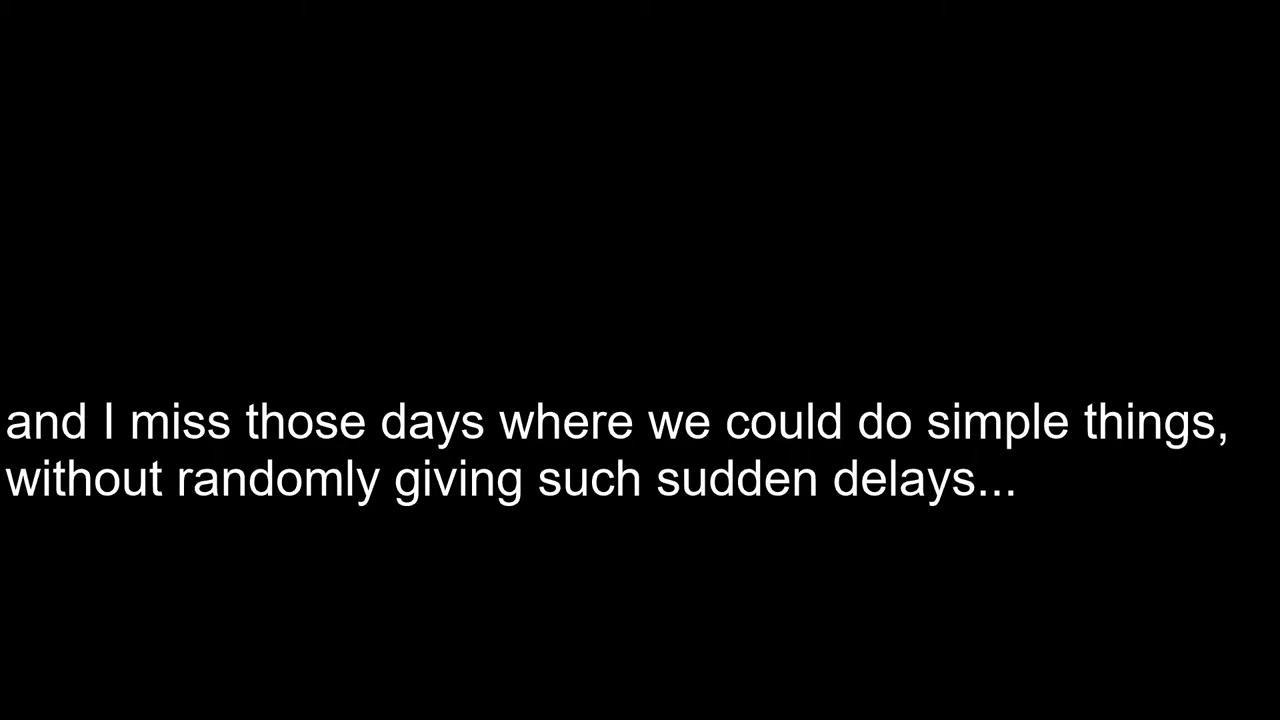 and I miss those days where we could do simple things,
without randomly giving such sudden delays...